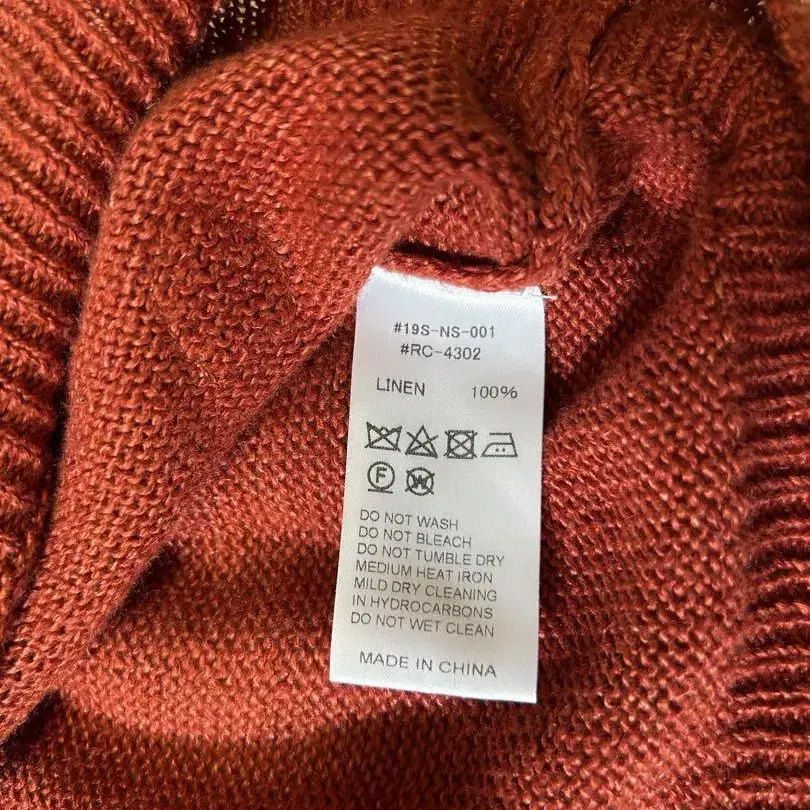 #19S-NS-001
#RC-4302
LINEN 100%
F W
DO NOT WASH
DO NOT BLEACH
DO NOT TUMBLE DRY
MEDIUM HEAT IRON
MILD DRY CLEANING
IN HYDROCARBONS
DO NOT WET CLEAN
MADE IN CHINA